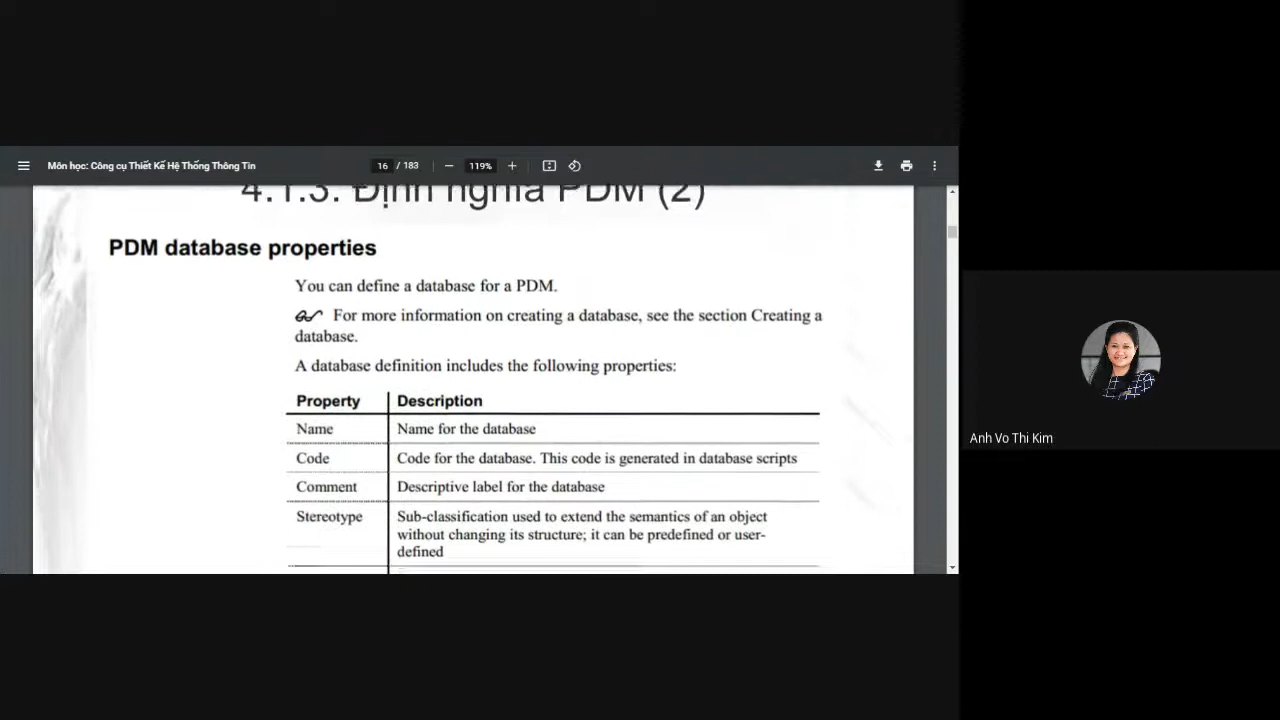 Môn học: Công cụ Thiết Kế Hệ Thống Thông Tin
16 / 183
119%
4.1.3. Định nghĩa PDM (2)
PDM database properties
You can define a database for a PDM.
For more information on creating a database, see the section Creating a
database.
A database definition includes the following properties:
Property Description
Name Name for the database
Code Code for the database. This code is generated in database scripts
Comment Descriptive label for the database
Stereotype Sub-classification used to extend the semantics of an object
without changing its structure; it can be predefined or user-
defined
Anh Vo Thi Kim